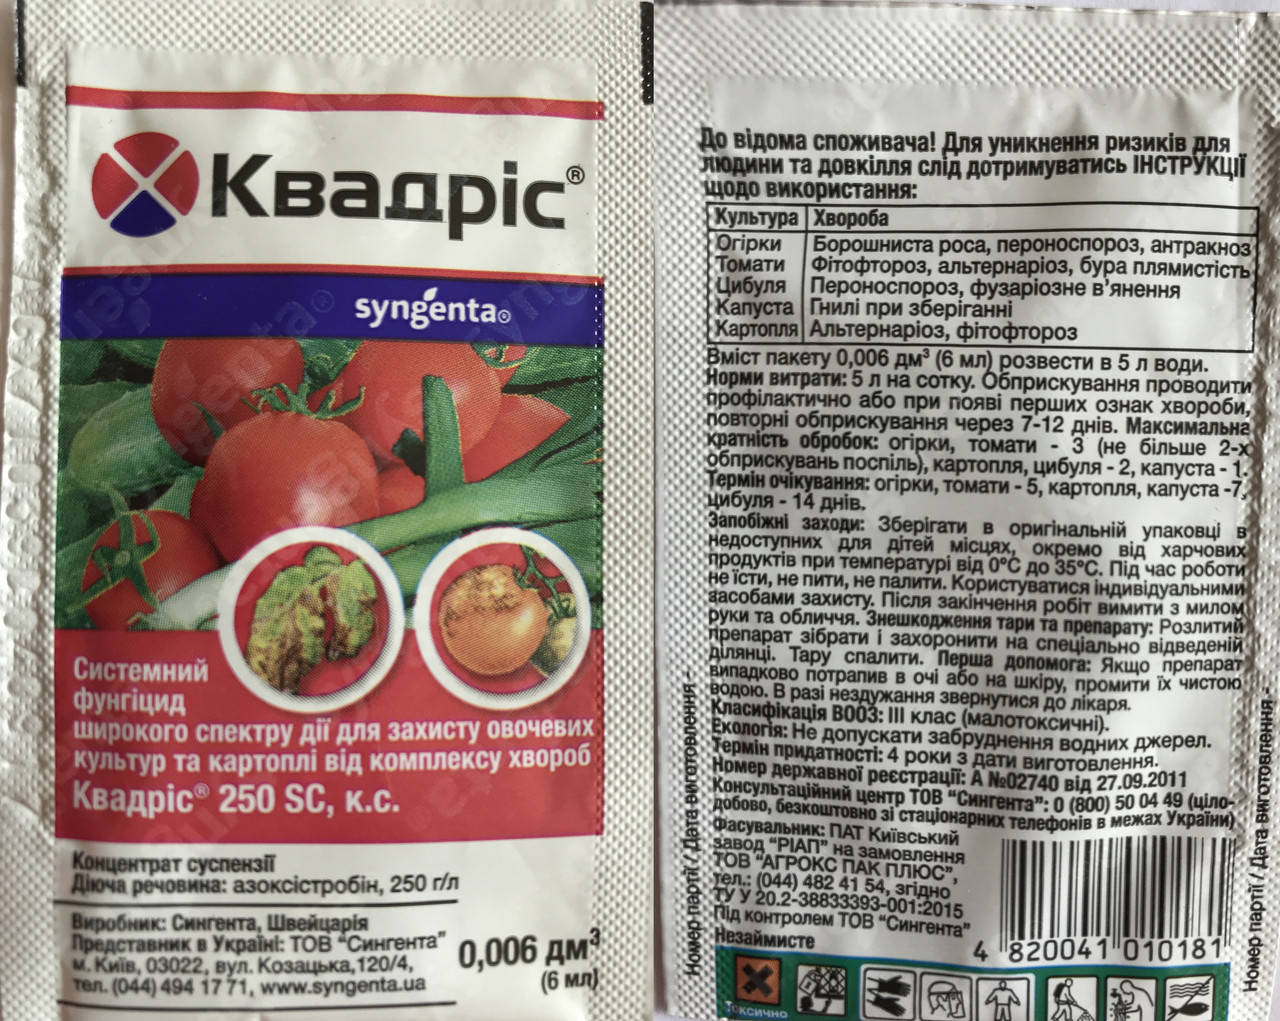 Квадріс®
syngenta®
Системний
фунгіцид
широкого спектру дії для захисту овочевих
культур та картоплі від комплексу хвороб
Квадріс® 250 SC, к.с.
Концентрат суспензії
Діюча речовина: азоксістробін, 250 г/л
Виробник: Сингента, Швейцарія
Представник в Україні: ТОВ "Сингента"
м. Київ, 03022, вул. Козацька,120/4,
тел. (044) 494 17 71, www.syngenta.ua
0,006 дм³
(6 мл)
До відома споживача! Для уникнення ризиків для
людини та довкілля слід дотримуватись ІНСТРУКЦІЇ
щодо використання:
Культура Хвороба
Огірки Борошниста роса, пероноспороз, антракноз
Томати Фітофтороз, альтернаріоз, бура плямистість
Цибуля Пероноспороз, фузаріозне в'янення
Капуста Гнилі при зберіганні
Картопля Альтернаріоз, фітофтороз
Вміст пакету 0,006 дм³ (6 мл) розвести в 5 л води.
Норми витрати: 5 л на сотку. Обприскування проводити
профілактично або при появі перших ознак хвороби,
повторні обприскування через 7-12 днів. Максимальна
кратність обробок: огірки, томати - 3 (не більше 2-х
обприскувань поспіль), картопля, цибуля - 2, капуста - 1.
Термін очікування: огірки, томати - 5, картопля, капуста -7,
цибуля - 14 днів.
Запобіжні заходи: Зберігати в оригінальній упаковці в
недоступних для дітей місцях, окремо від харчових
продуктів при температурі від 0°С до 35°С. Під час роботи
не їсти, не пити, не палити. Користуватися індивідуальними
засобами захисту. Після закінчення робіт вимити з милом
руки та обличчя. Знешкодження тари та препарату: Розлитий
препарат зібрати і захоронити на спеціально відведеній
ділянці. Тару спалити. Перша допомога: Якщо препарат
випадково потрапив в очі або на шкіру, промити їх чистою
водою. В разі нездужання звернутися до лікаря.
Класифікація ВООЗ: III клас (малотоксичні).
Екологія: Не допускати забруднення водних джерел.
Термін придатності: 4 роки з дати виготовлення.
Номер державної реєстрації: А №02740 від 27.09.2011
Консультаційний центр ТОВ "Сингента": 0 (800) 50 04 49 (ціло-
добово, безкоштовно зі стаціонарних телефонів в межах України)
Фасувальник: ПАТ Київський
завод "РІАП" на замовлення
ТОВ "АГРОКС ПАК ПЛЮС",
тел.: (044) 482 41 54, згідно
ТУ У 20.2-38833393-001:2015
Під контролем ТОВ "Сингента"
Незаймисте
4 820041 010181
Токсично
Номер партії / Дата виготовлення -
Номер партії / Дата виготовлення -